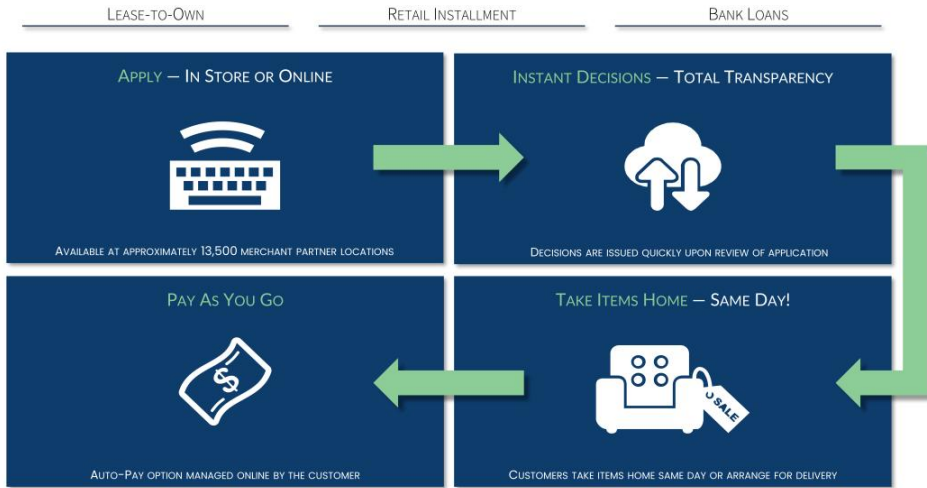 Lease-to-Own
Retail Installment
Bank Loans
Apply – In Store or Online
Instant Decisions – Total Transparency
Available at approximately 13,500 merchant partner locations
Decisions are issued quickly upon review of application
Take Items Home – Same Day!
SALE
Customers take items home same day or arrange for delivery
Pay As You Go
$
Auto-Pay option managed online by the customer